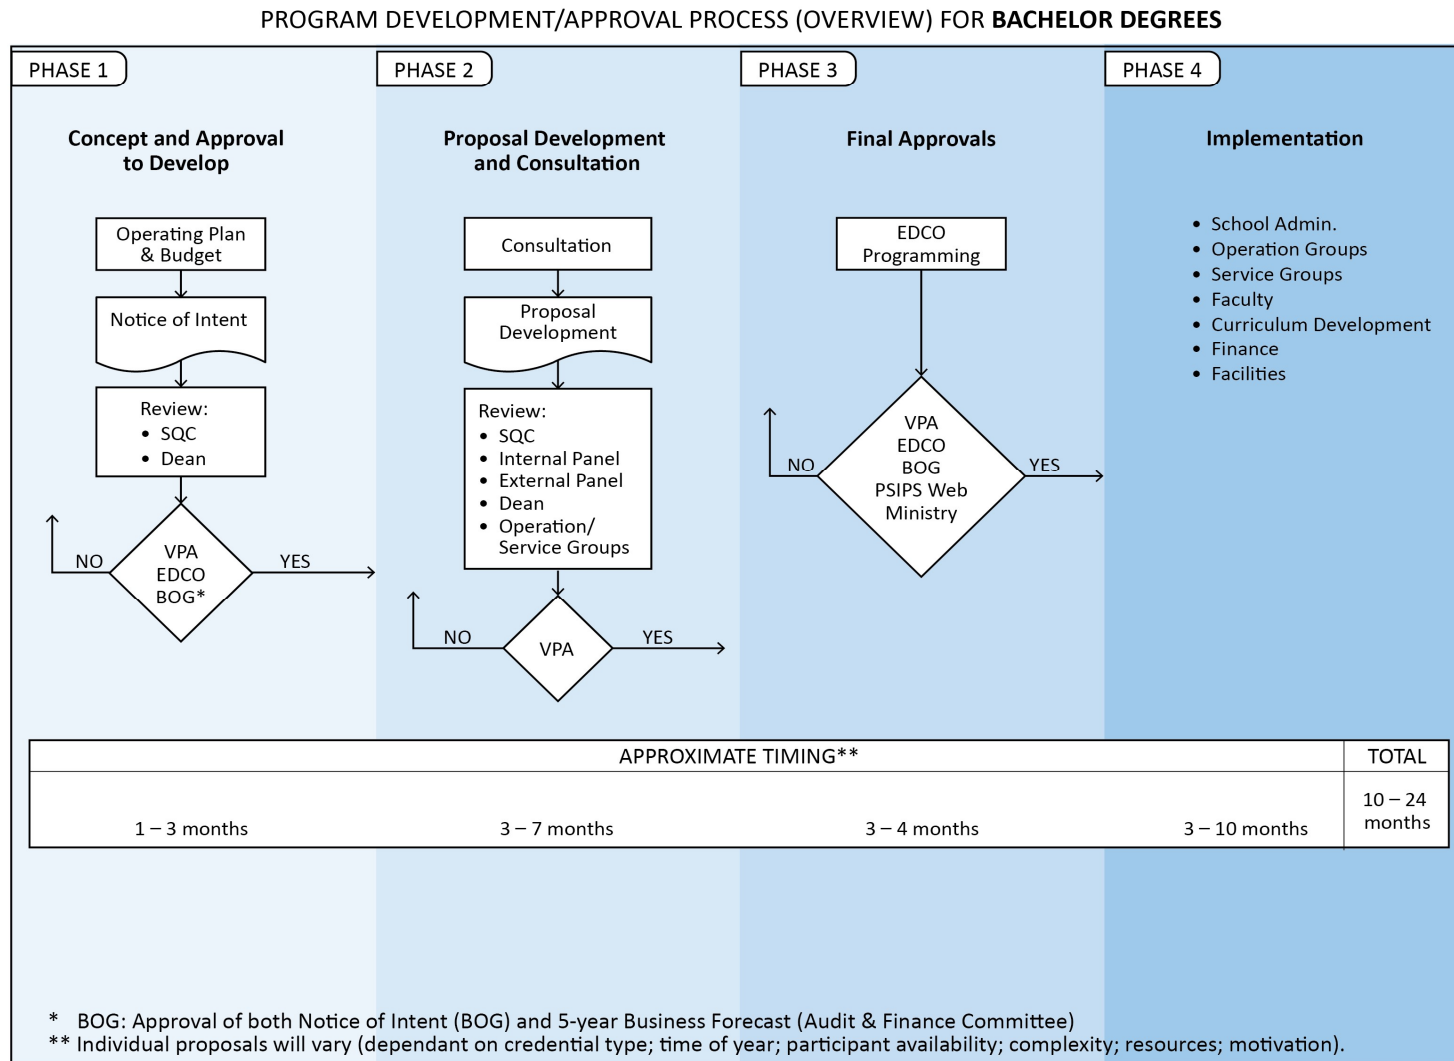 PROGRAM DEVELOPMENT/APPROVAL PROCESS (OVERVIEW) FOR BACHELOR DEGREES
PHASE 1
Concept and Approval
to Develop
Operating Plan
& Budget
Notice of Intent
Review:
• SQC
• Dean
VPA
EDCO
BOG*
NO
YES
PHASE 2
Proposal Development
and Consultation
Consultation
Proposal
Development
Review:
• SQC
• Internal Panel
• External Panel
• Dean
• Operation/
Service Groups
VPA
NO
YES
PHASE 3
Final Approvals
EDCO
Programming
VPA
EDCO
BOG
PSIPS Web
Ministry
NO
YES
PHASE 4
Implementation
• School Admin.
• Operation Groups
• Service Groups
• Faculty
• Curriculum Development
• Finance
• Facilities
APPROXIMATE TIMING**
TOTAL
1 – 3 months
3 – 7 months
3 – 4 months
3 – 10 months
10 – 24
months
* BOG: Approval of both Notice of Intent (BOG) and 5-year Business Forecast (Audit & Finance Committee)
** Individual proposals will vary (dependant on credential type; time of year; participant availability; complexity; resources; motivation).